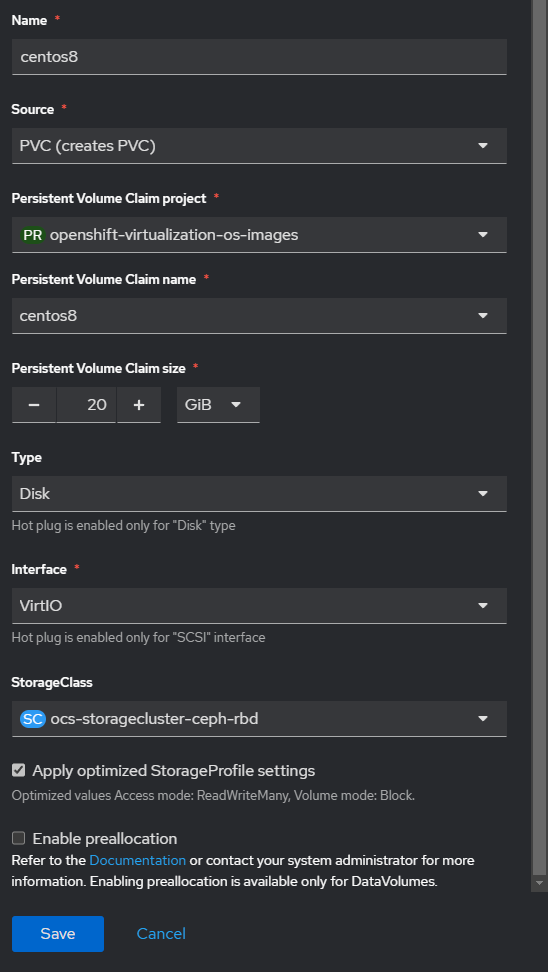 Name *
centos8
Source *
PVC (creates PVC)
Persistent Volume Claim project *
PR openshift-virtualization-os-images
Persistent Volume Claim name *
centos8
Persistent Volume Claim size *
− 20 + GiB
Type
Disk
Hot plug is enabled only for "Disk" type
Interface *
VirtIO
Hot plug is enabled only for "SCSI" interface
StorageClass
SC ocs-storagecluster-ceph-rbd
Apply optimized StorageProfile settings
Optimized values Access mode: ReadWriteMany, Volume mode: Block.
Enable preallocation
Refer to the Documentation or contact your system administrator for more
information. Enabling preallocation is available only for DataVolumes.
Save Cancel